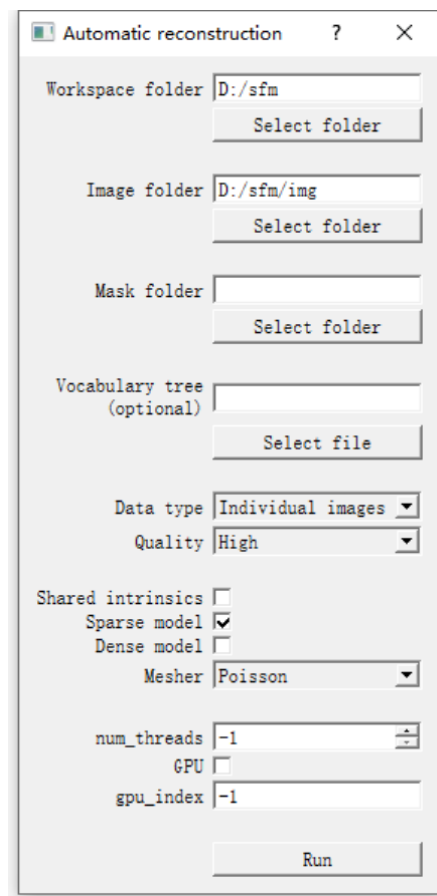 Automatic reconstruction ?
Workspace folder D:/sfm
Select folder
Image folder D:/sfm/img
Select folder
Mask folder
Select folder
Vocabulary tree
(optional)
Select file
Data type Individual images
Quality High
Shared intrinsics
Sparse model
Dense model
Mesher Poisson
num_threads -1
GPU
gpu_index -1
Run